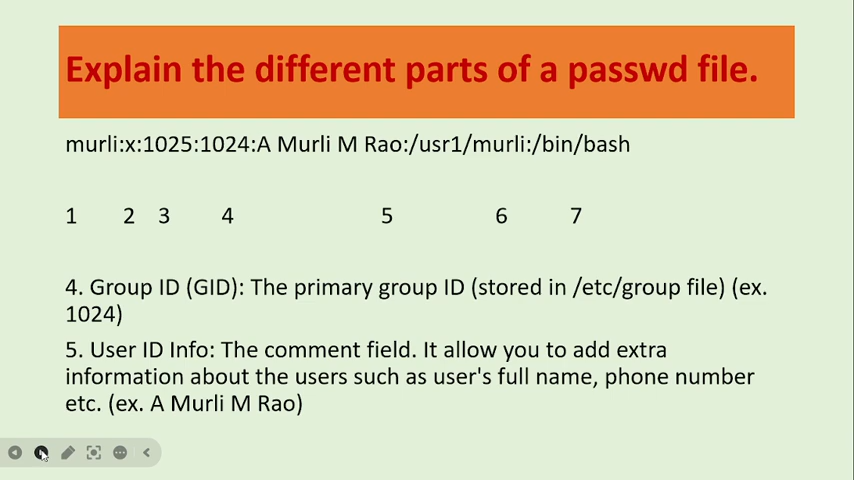 Explain the different parts of a passwd file.
murli:x:1025:1024:A Murli M Rao:/usr1/murli:/bin/bash
1 2 3 4 5 6 7
4. Group ID (GID): The primary group ID (stored in /etc/group file) (ex.
1024)
5. User ID Info: The comment field. It allow you to add extra
information about the users such as user's full name, phone number
etc. (ex. A Murli M Rao)